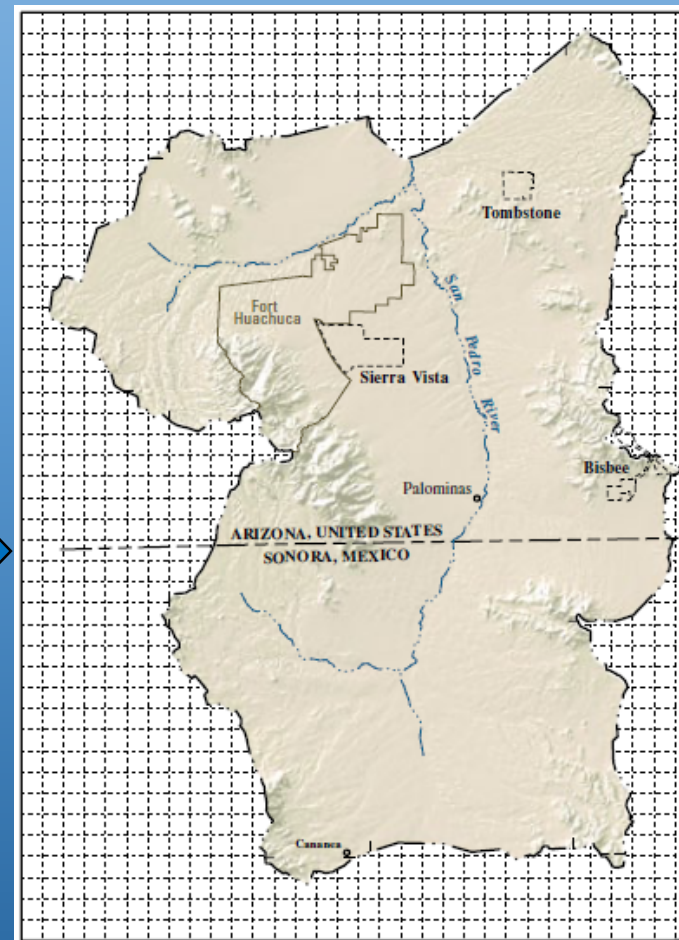 Tombstone
Fort
Huachuca
San Pedro River
Sierra Vista
Bisbee
Palominas
ARIZONA, UNITED STATES
SONORA, MEXICO
Cananea